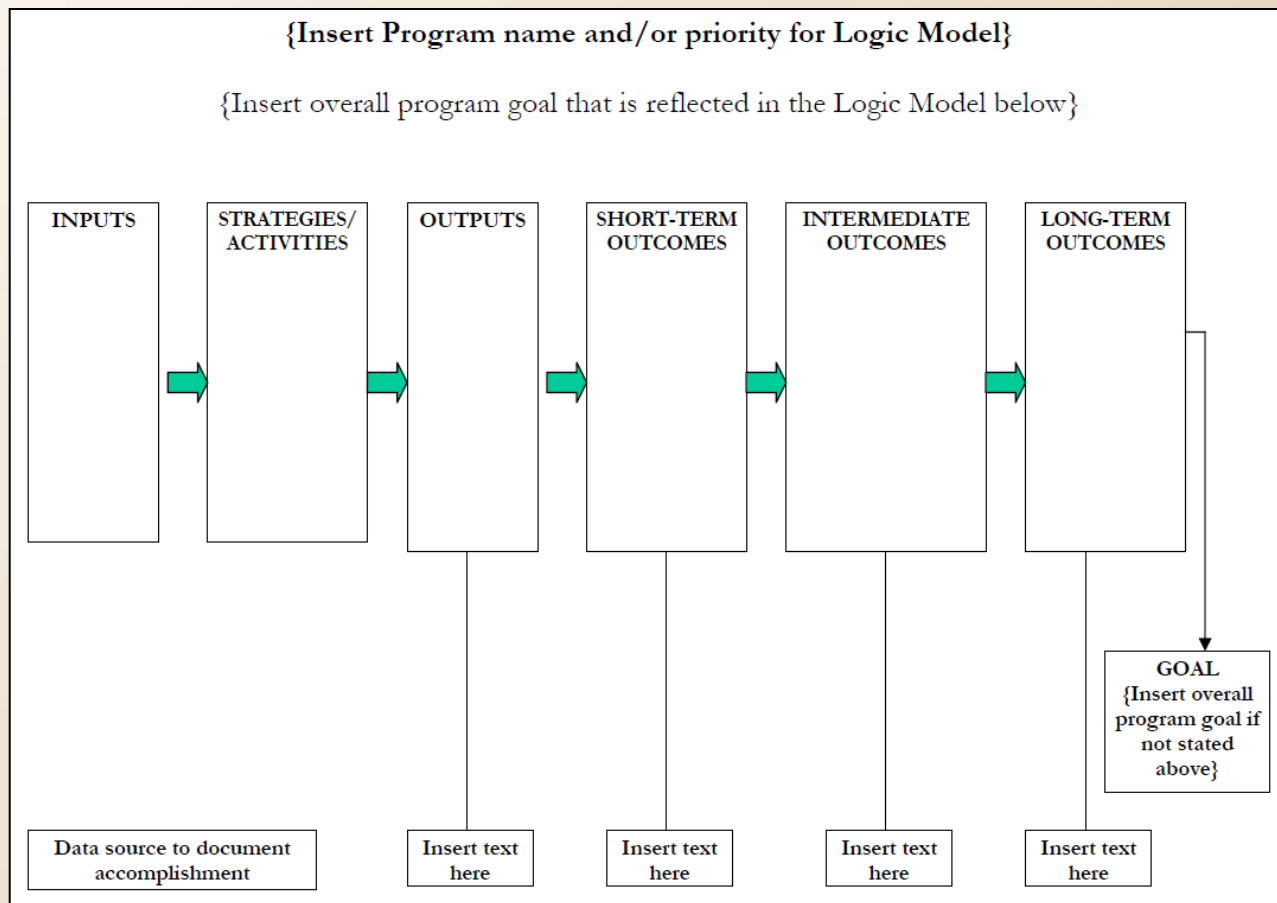 {Insert Program name and/or priority for Logic Model}
{Insert overall program goal that is reflected in the Logic Model below}
INPUTS
STRATEGIES/
ACTIVITIES
OUTPUTS
SHORT-TERM
OUTCOMES
INTERMEDIATE
OUTCOMES
LONG-TERM
OUTCOMES
GOAL
{Insert overall
program goal if
not stated
above}
Data source to document
accomplishment
Insert text
here
Insert text
here
Insert text
here
Insert text
here